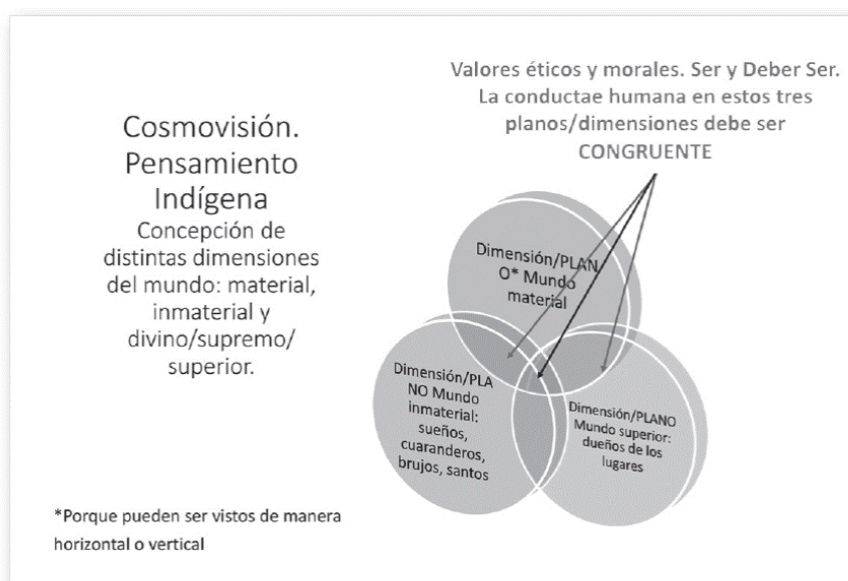 Valores éticos y morales. Ser y Deber Ser.
La conductae humana en estos tres
planos/dimensiones debe ser
CONGRUENTE
Cosmovisión.
Pensamiento
Indígena
Concepción de
distintas dimensiones
del mundo: material,
inmaterial y
divino/supremo/
superior.
Dimensión/PLAN
O* Mundo
material
Dimensión/PLA
NO Mundo
inmaterial:
sueños,
cuaranderos,
brujos, santos
Dimensión/PLANO
Mundo superior:
dueños de los
lugares
*Porque pueden ser vistos de manera
horizontal o vertical